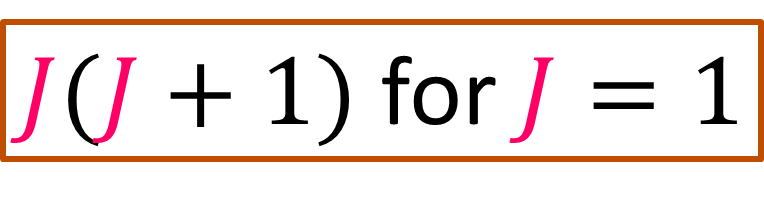 J(J + 1) for J = 1